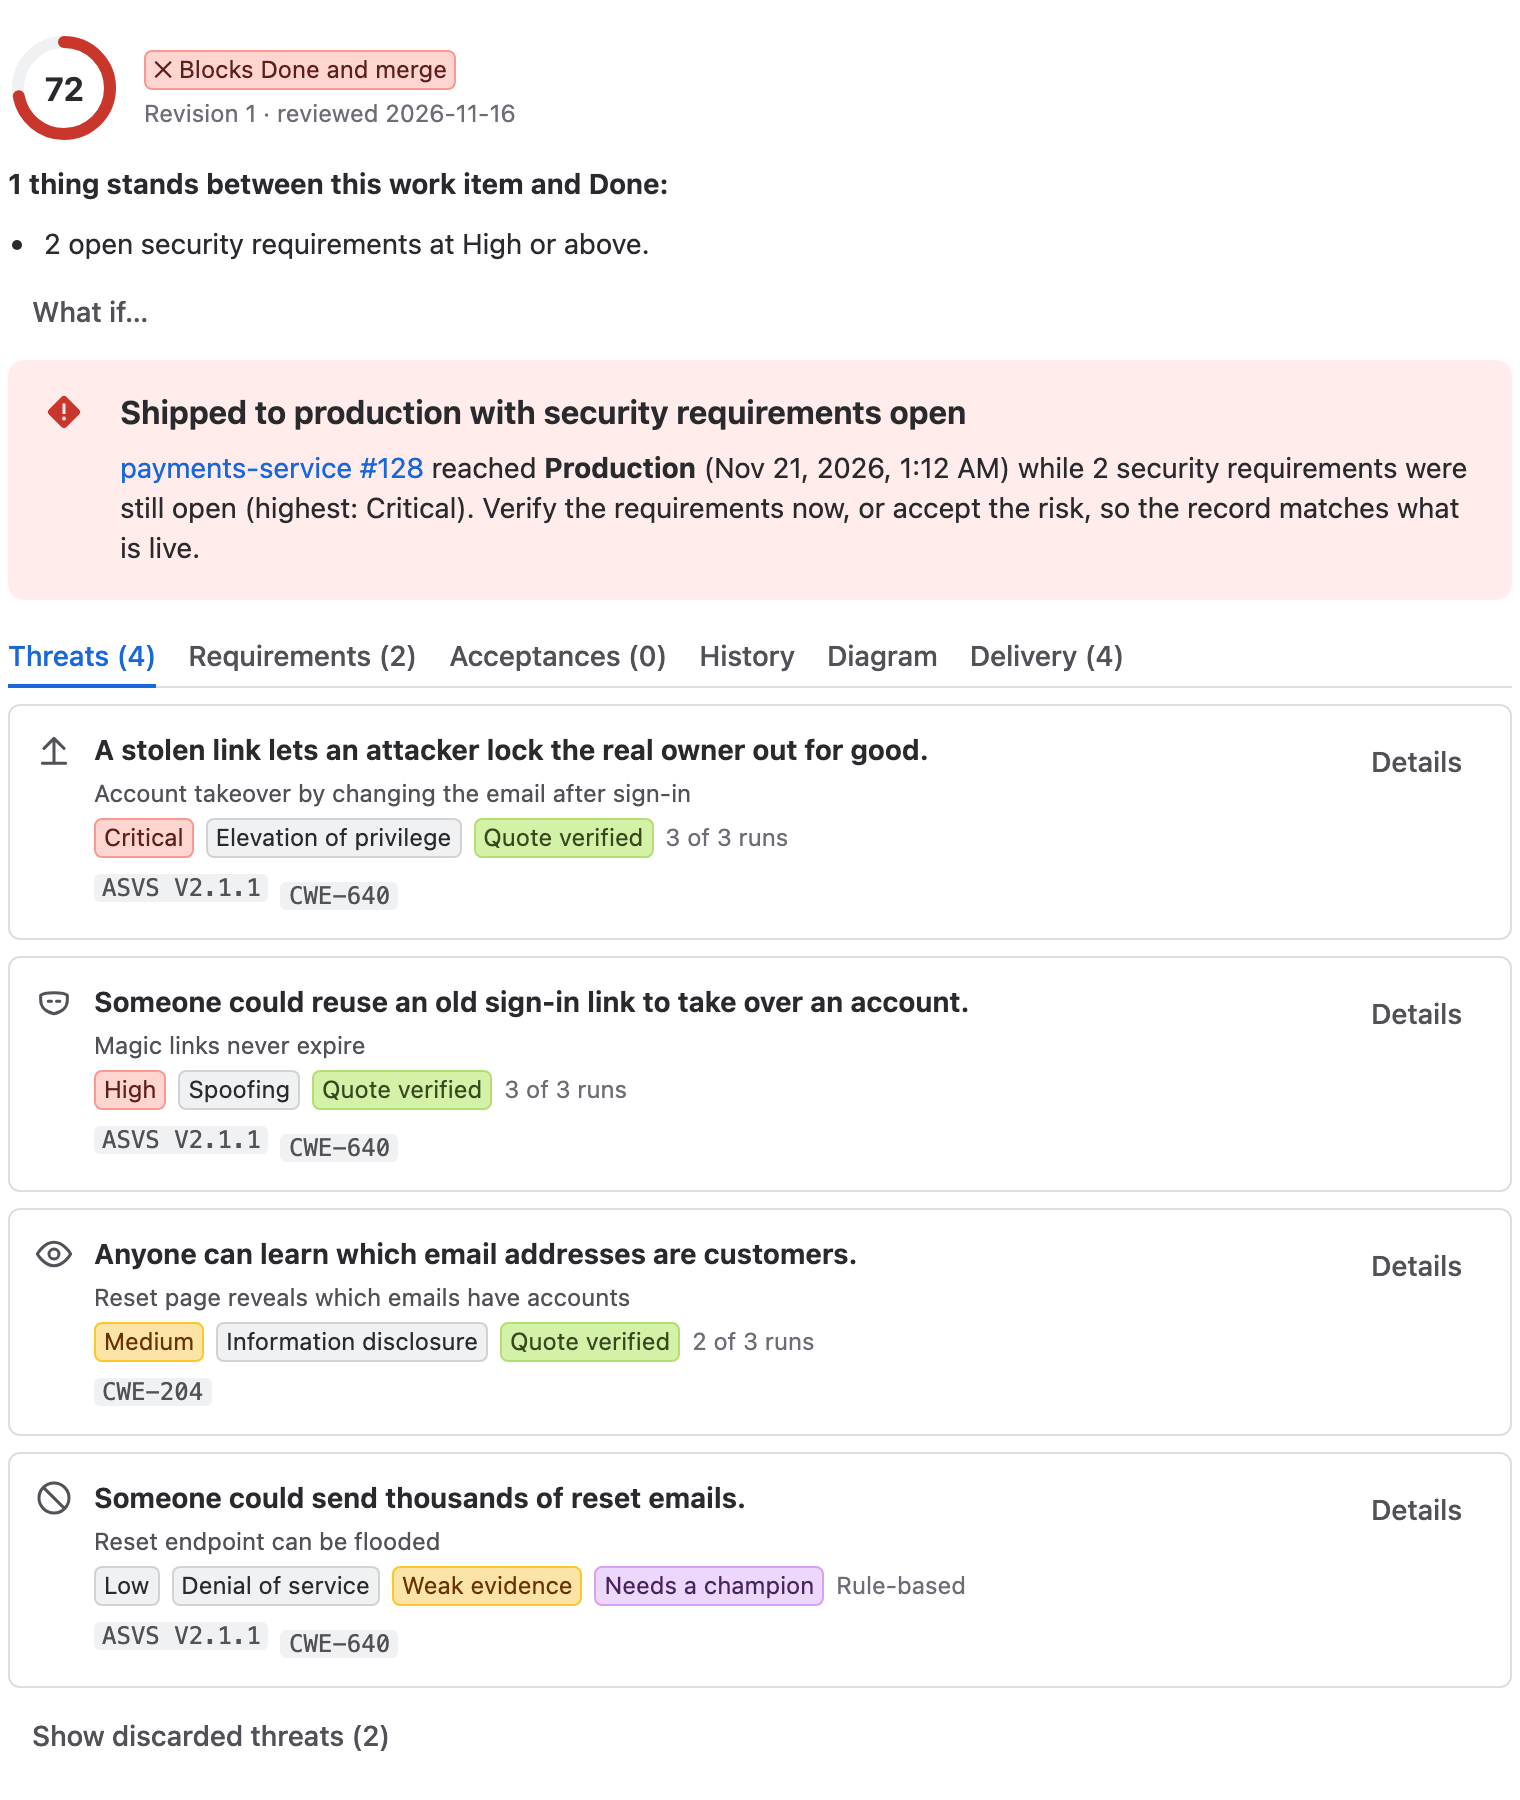 72
Blocks Done and merge
Revision 1 · reviewed 2026-11-16
1 thing stands between this work item and Done:
• 2 open security requirements at High or above.
What if...
Shipped to production with security requirements open
payments-service #128 reached Production (Nov 21, 2026, 1:12 AM) while 2 security requirements were
still open (highest: Critical). Verify the requirements now, or accept the risk, so the record matches what
is live.
Threats (4) Requirements (2) Acceptances (0) History Diagram Delivery (4)
A stolen link lets an attacker lock the real owner out for good.
Details
Account takeover by changing the email after sign-in
Critical Elevation of privilege Quote verified 3 of 3 runs
ASVS V2.1.1 CWE-640
Someone could reuse an old sign-in link to take over an account.
Details
Magic links never expire
High Spoofing Quote verified 3 of 3 runs
ASVS V2.1.1 CWE-640
Anyone can learn which email addresses are customers.
Details
Reset page reveals which emails have accounts
Medium Information disclosure Quote verified 2 of 3 runs
CWE-204
Someone could send thousands of reset emails.
Details
Reset endpoint can be flooded
Low Denial of service Weak evidence Needs a champion Rule-based
ASVS V2.1.1 CWE-640
Show discarded threats (2)